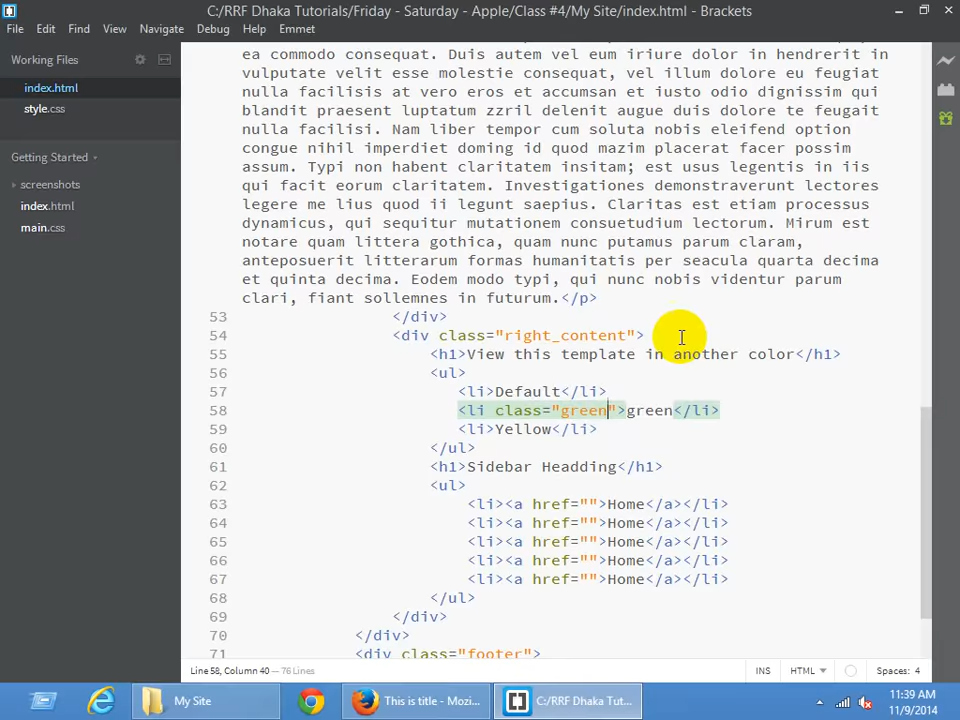 C:/RRF Dhaka Tutorials/Friday - Saturday - Apple/Class #4/My Site/index.html - Brackets
File Edit Find View Navigate Debug Help Emmet
Working Files
index.html
style.css
Getting Started
screenshots
index.html
main.css
ea commodo consequat. Duis autem vel eum iriure dolor in hendrerit in
vulputate velit esse molestie consequat, vel illum dolore eu feugiat
nulla facilisis at vero eros et accumsan et iusto odio dignissim qui
blandit praesent luptatum zzril delenit augue duis dolore te feugait
nulla facilisi. Nam liber tempor cum soluta nobis eleifend option
congue nihil imperdiet doming id quod mazim placerat facer possim
assum. Typi non habent claritatem insitam; est usus legentis in iis
qui facit eorum claritatem. Investigationes demonstraverunt lectores
legere me lius quod ii legunt saepius. Claritas est etiam processus
dynamicus, qui sequitur mutationem consuetudium lectorum. Mirum est
notare quam littera gothica, quam nunc putamus parum claram,
anteposuerit litterarum formas humanitatis per seacula quarta decima
et quinta decima. Eodem modo typi, qui nunc nobis videntur parum
clari, fiant sollemnes in futurum.</p>
53 </div>
54 <div class="right_content">
55 <h1>View this template in another color</h1>
56 <ul>
57 <li>Default</li>
58 <li class="green">green</li>
59 <li>Yellow</li>
60 </ul>
61 <h1>Sidebar Headding</h1>
62 <ul>
63 <li><a href="">Home</a></li>
64 <li><a href="">Home</a></li>
65 <li><a href="">Home</a></li>
66 <li><a href="">Home</a></li>
67 <li><a href="">Home</a></li>
68 </ul>
69 </div>
70 </div>
71 <div class="footer">
Line 58, Column 40 — 76 Lines
INS HTML Spaces: 4
My Site
This is title - Mozi...
C:/RRF Dhaka Tut...
11:39 AM
11/9/2014